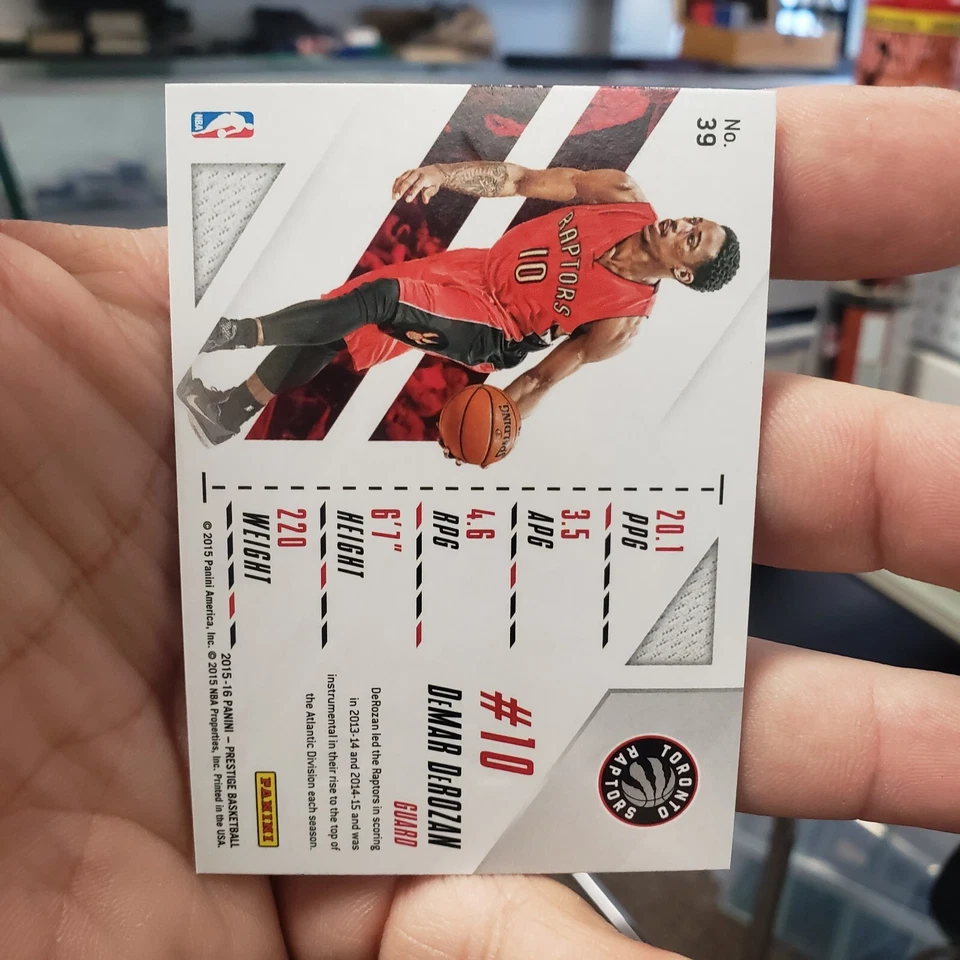 No.
39
NBA
RAPTORS
10
SPALDING
20.1
PPG
3.5
APG
4.6
RPG
6'7"
HEIGHT
220
WEIGHT
TORONTO
RAPTORS
#10
DEMAR DEROZAN
GUARD
DeRozan led the Raptors in scoring
in 2013-14 and 2014-15 and was
instrumental in their rise to the top of
the Atlantic Division each season.
PANINI
2015-16 PANINI – PRESTIGE BASKETBALL
© 2015 Panini America, Inc. © 2015 NBA Properties, Inc. Printed in the USA.